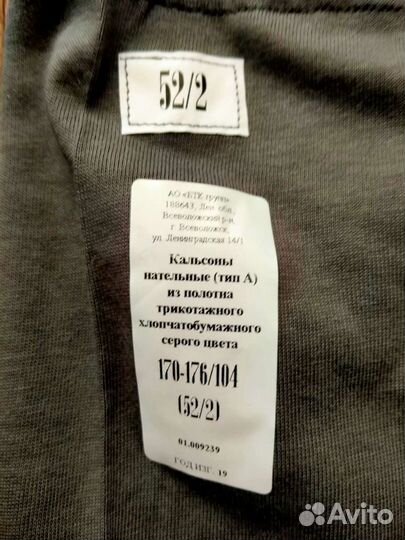 52/2
АО «БТК групп»
188643, Лен. обл.,
Всеволожский р-н,
г. Всеволожск,
ул. Ленинградская 14/1
Кальсоны
нательные (тип А)
из полотна
трикотажного
хлопчатобумажного
серого цвета
170-176/104
(52/2)
01.009239
ГОД ИЗГ. 19
Avito